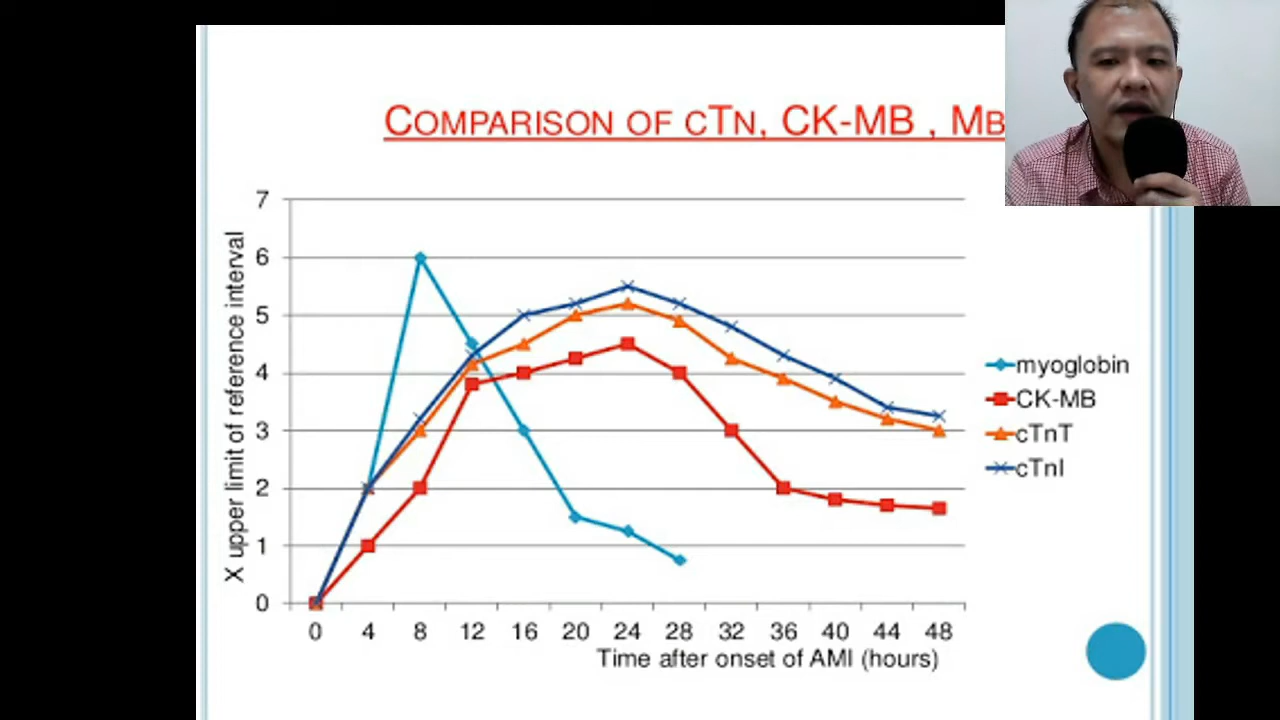 COMPARISON OF CTN, CK-MB , MB
7
6
5
4
3
2
1
0
X upper limit of reference interval
0 4 8 12 16 20 24 28 32 36 40 44 48
Time after onset of AMI (hours)
myoglobin
CK-MB
cTnT
cTnI